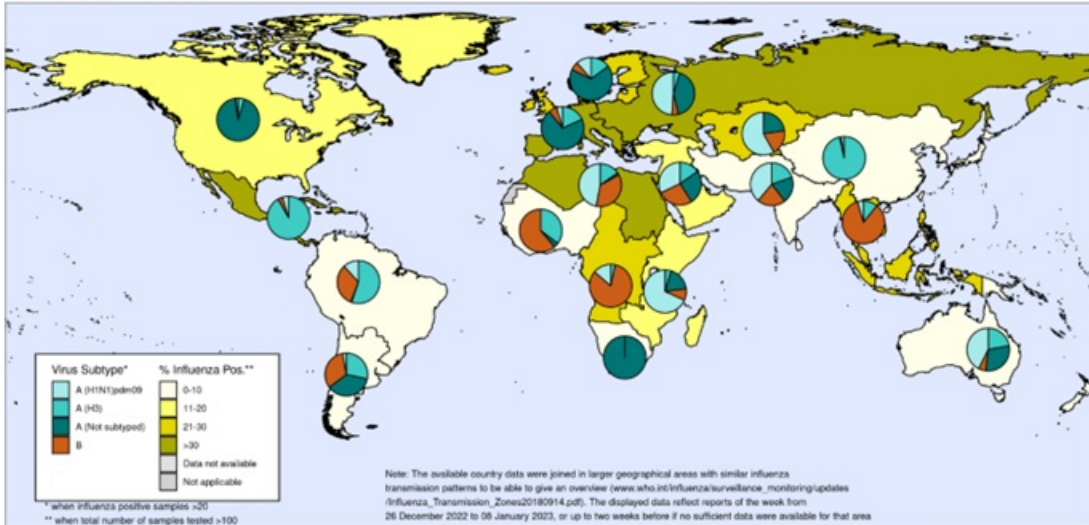 Virus Subtype*
A (H1N1)pdm09
A (H3)
A (Not subtyped)
B
% Influenza Pos.**
0-10
11-20
21-30
>30
Data not available
Not applicable
* when influenza positive samples >20
** when total number of samples tested >100
Note: The available country data were joined in larger geographical areas with similar influenza
transmission patterns to be able to give an overview (www.who.int/influenza/surveillance_monitoring/updates
/Influenza_Transmission_Zones20180914.pdf). The displayed data reflect reports of the week from
26 December 2022 to 08 January 2023, or up to two weeks before if no sufficient data were available for that area